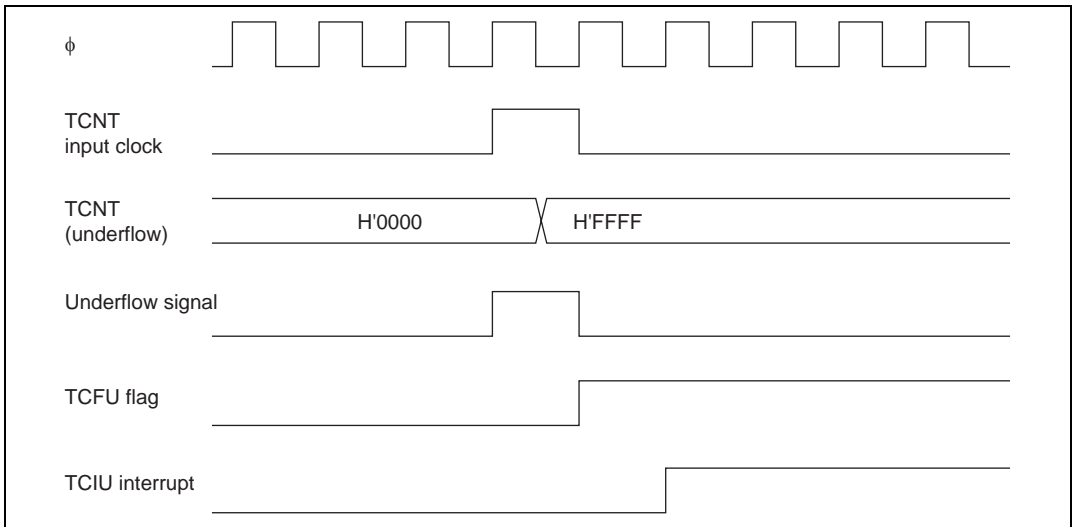 ϕ
TCNT
input clock
TCNT
(underflow)
H'0000
H'FFFF
Underflow signal
TCFU flag
TCIU interrupt